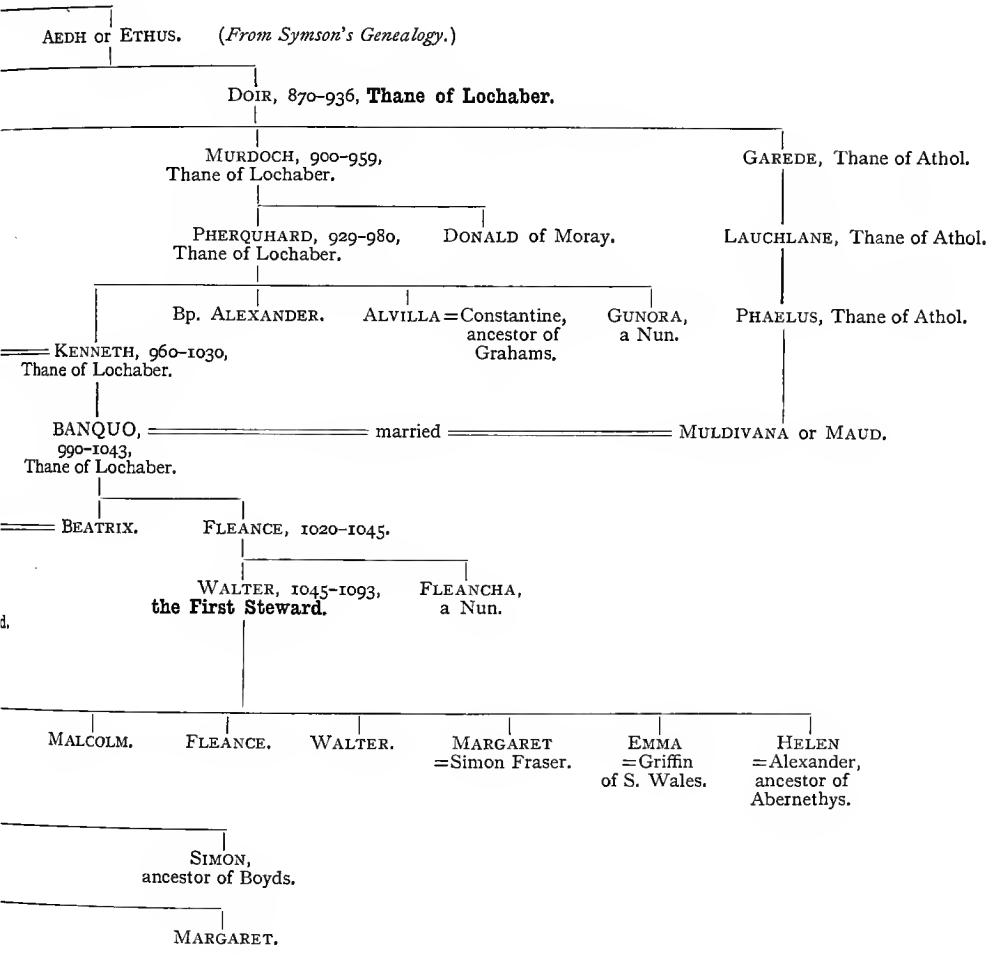 AEDH or ETHUS. (From Symson's Genealogy.)
DOIR, 870–936, Thane of Lochaber.
MURDOCH, 900–959,
Thane of Lochaber.
GAREDE, Thane of Athol.
PHERQUHARD, 929–980,
Thane of Lochaber.
DONALD of Moray.
LAUCHLANE, Thane of Athol.
Bp. ALEXANDER.
ALVILLA = Constantine,
ancestor of
Grahams.
GUNORA,
a Nun.
PHAELUS, Thane of Athol.
KENNETH, 960–1030,
Thane of Lochaber.
BANQUO,
990–1043,
Thane of Lochaber.
married
MULDIVANA or MAUD.
BEATRIX.
FLEANCE, 1020–1045.
WALTER, 1045–1093,
the First Steward.
FLEANCHA,
a Nun.
d,
MALCOLM.
FLEANCE.
WALTER.
MARGARET
=Simon Fraser.
EMMA
=Griffin
of S. Wales.
HELEN
=Alexander,
ancestor of
Abernethys.
SIMON,
ancestor of Boyds.
MARGARET.